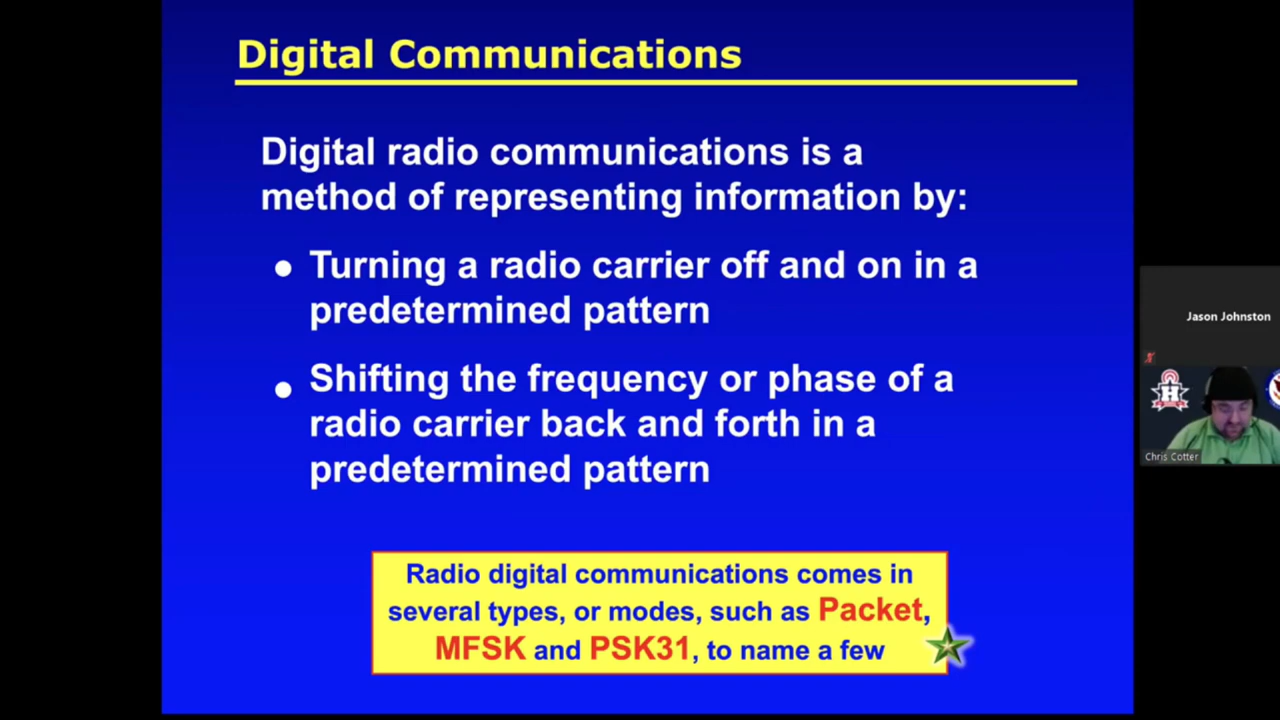 Digital Communications
Digital radio communications is a
method of representing information by:
● Turning a radio carrier off and on in a
predetermined pattern
● Shifting the frequency or phase of a
radio carrier back and forth in a
predetermined pattern
Radio digital communications comes in
several types, or modes, such as Packet,
MFSK and PSK31, to name a few
Jason Johnston
H
Chris Cotter